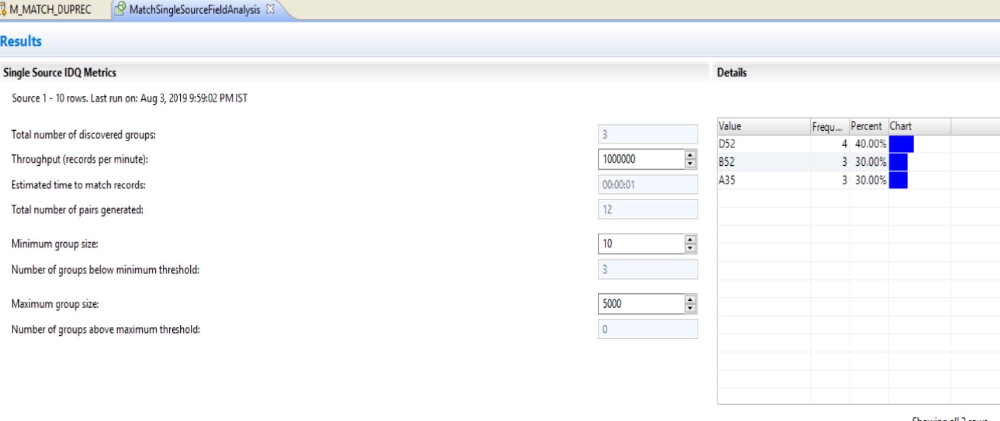 M_MATCH_DUPREC MatchSingleSourceFieldAnalysis
Results
Single Source IDQ Metrics
Source 1 - 10 rows. Last run on: Aug 3, 2019 9:59:02 PM IST
Total number of discovered groups: 3
Throughput (records per minute): 1000000
Estimated time to match records: 00:00:01
Total number of pairs generated: 12
Minimum group size: 10
Number of groups below minimum threshold: 3
Maximum group size: 5000
Number of groups above maximum threshold: 0
Details
Value Frequ... Percent Chart
D52 4 40.00%
B52 3 30.00%
A35 3 30.00%
Showing all 3 rows